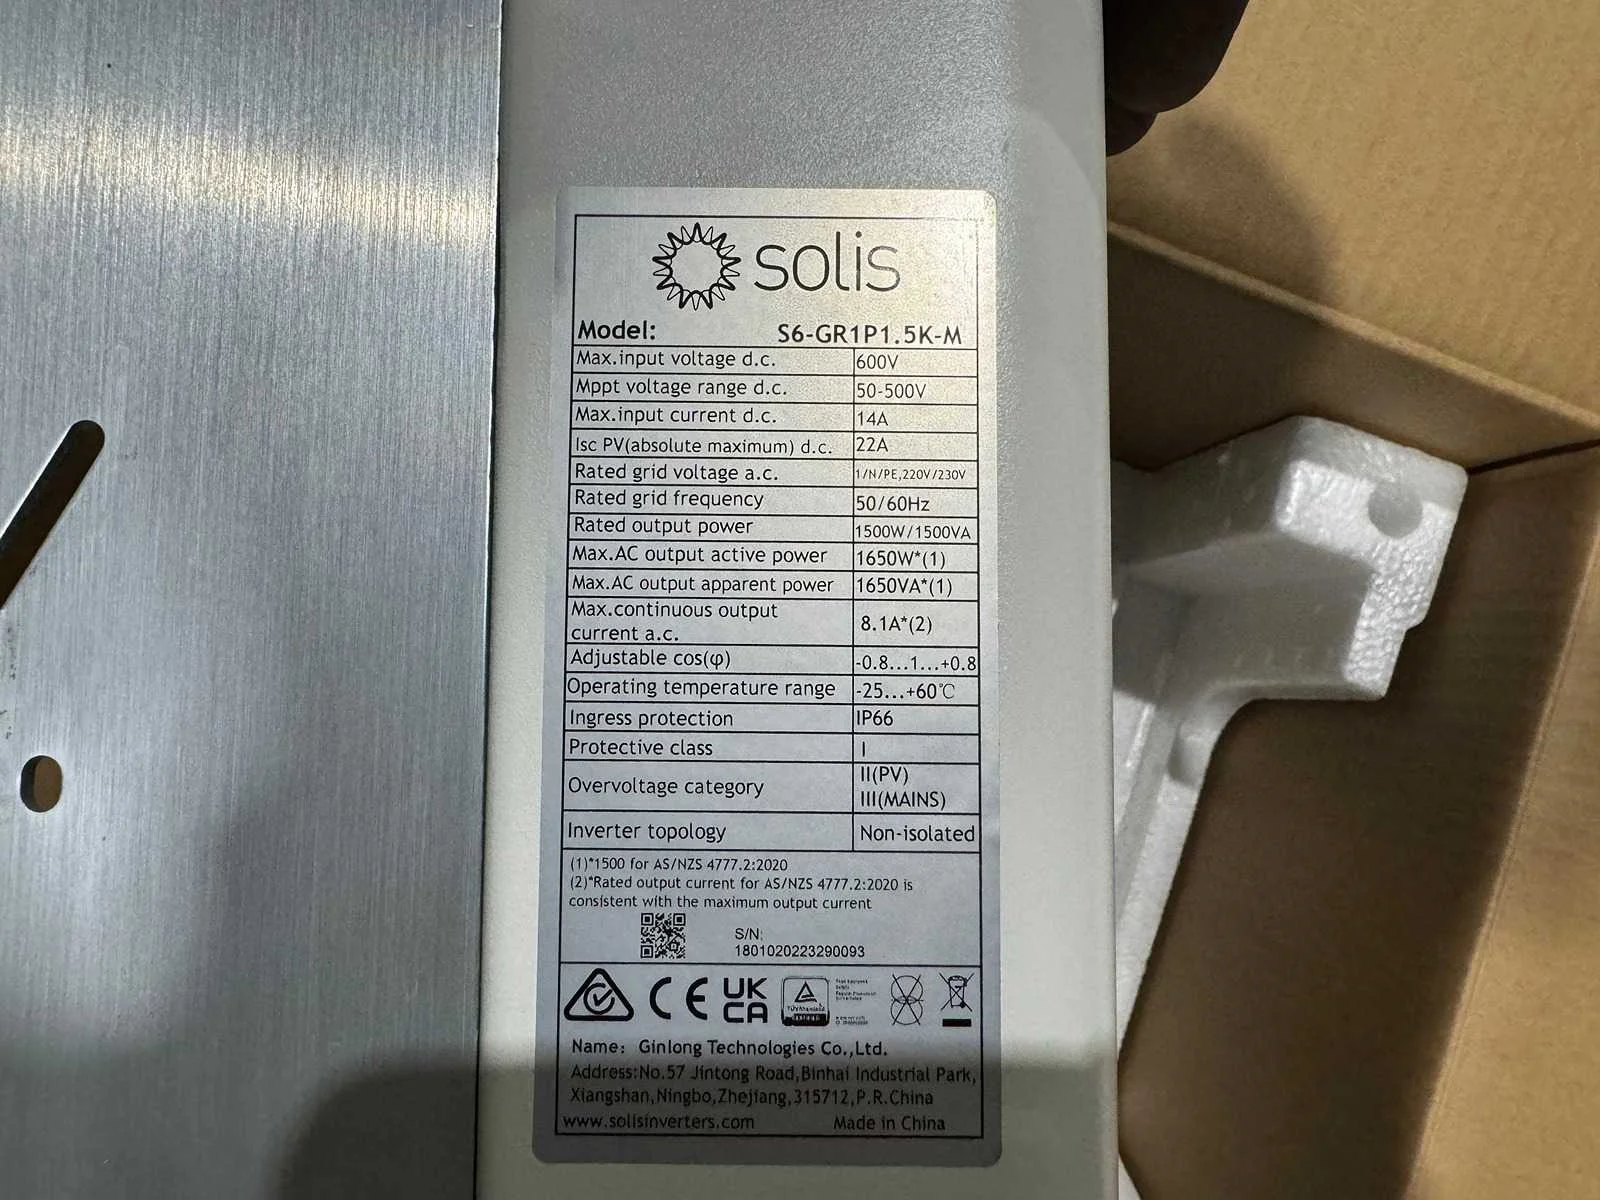 solis
Model: S6-GR1P1.5K-M
Max.input voltage d.c. 600V
Mppt voltage range d.c. 50-500V
Max.input current d.c. 14A
Isc PV(absolute maximum) d.c. 22A
Rated grid voltage a.c. 1/N/PE,220V/230V
Rated grid frequency 50/60Hz
Rated output power 1500W/1500VA
Max.AC output active power 1650W*(1)
Max.AC output apparent power 1650VA*(1)
Max.continuous output
current a.c. 8.1A*(2)
Adjustable cos(φ) -0.8...1...+0.8
Operating temperature range -25...+60℃
Ingress protection IP66
Protective class I
Overvoltage category II(PV)
III(MAINS)
Inverter topology Non-isolated
(1)*1500 for AS/NZS 4777.2:2020
(2)*Rated output current for AS/NZS 4777.2:2020 is
consistent with the maximum output current
S/N:
1801020223290093
CE UK
CA
Name: Ginlong Technologies Co.,Ltd.
Address:No.57 Jintong Road,Binhai Industrial Park,
Xiangshan,Ningbo,Zhejiang,315712,P.R.China
www.solisinverters.com Made in China